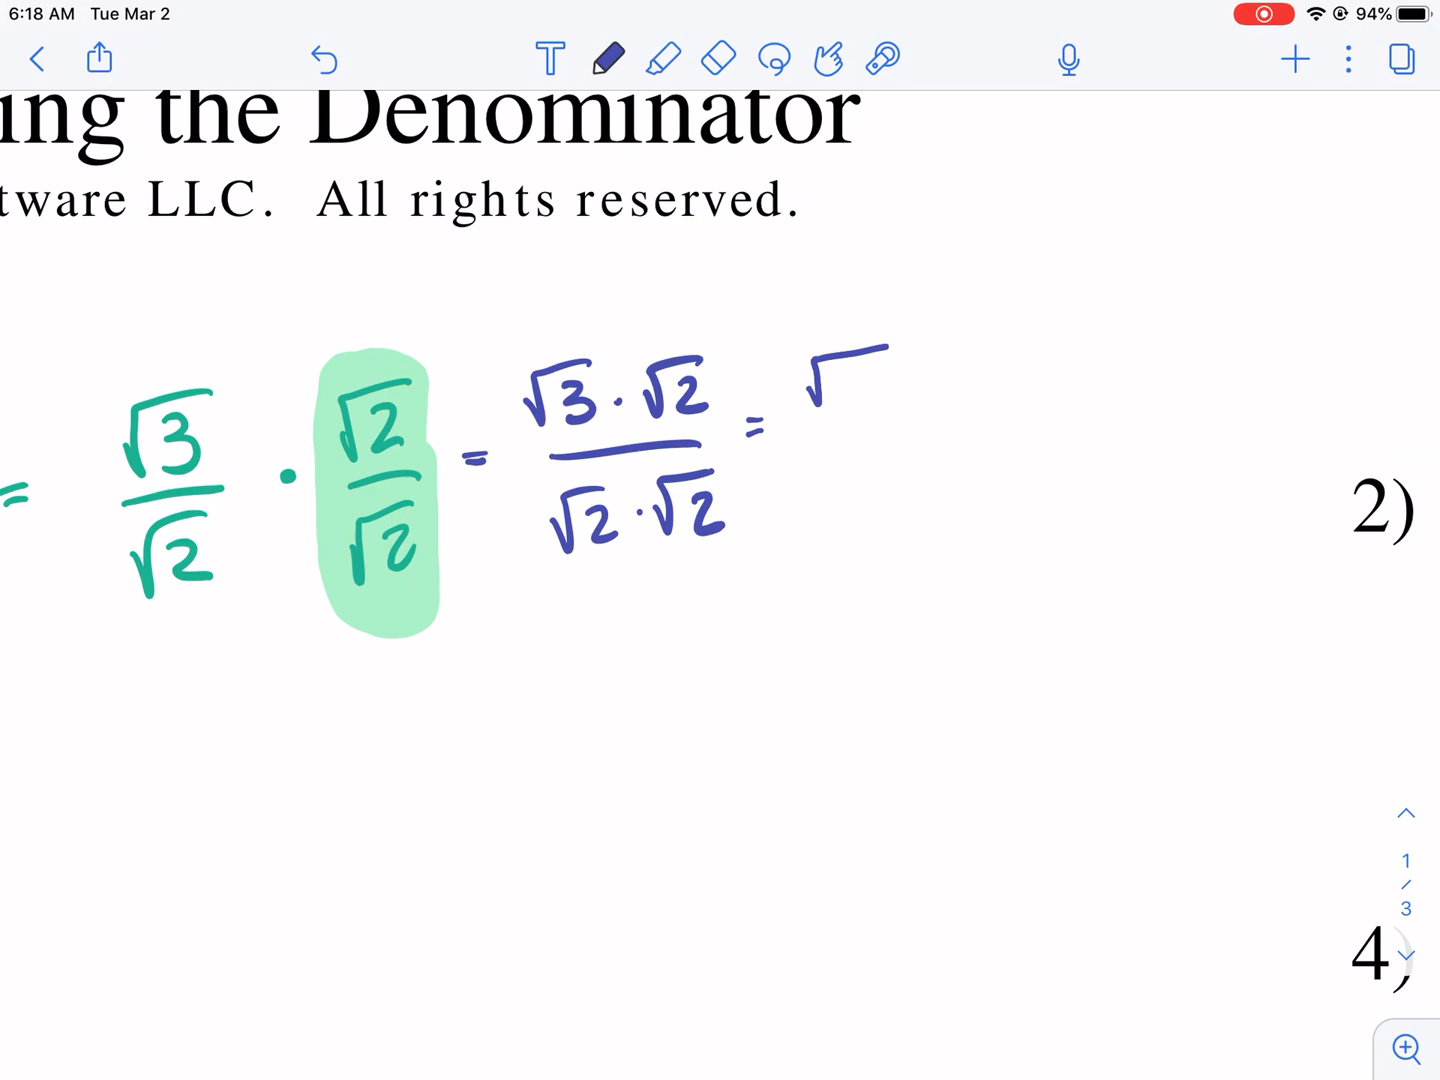 6:18 AM Tue Mar 2 94%
ing the Denominator
tware LLC. All rights reserved.
= √3/√2 · √2/√2 = √3·√2/√2·√2 = √
2)
1
/
3
4)